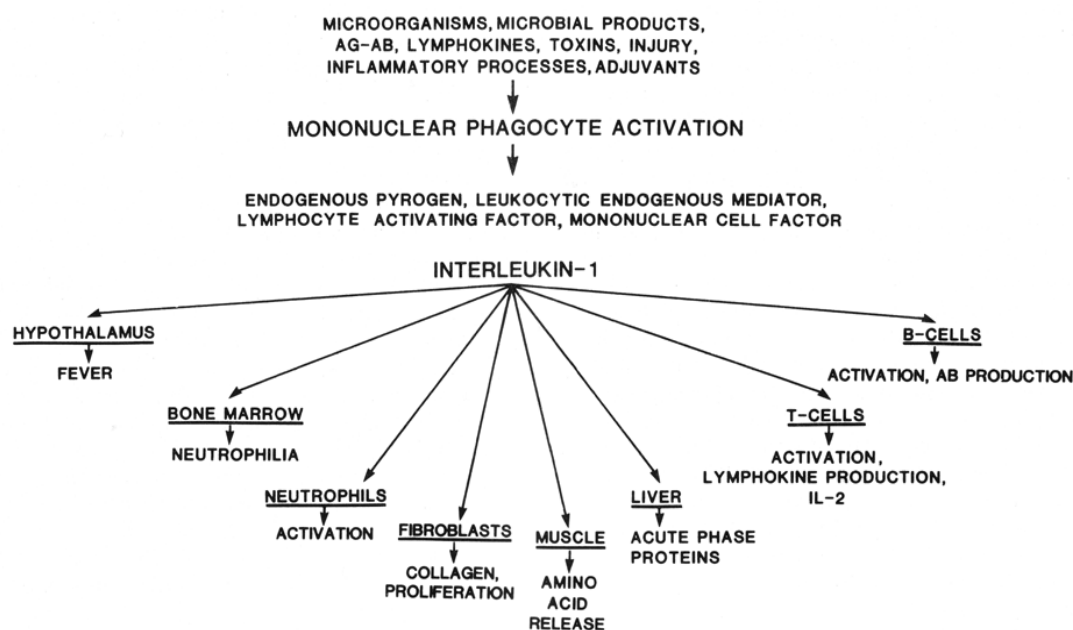 MICROORGANISMS, MICROBIAL PRODUCTS,
AG-AB, LYMPHOKINES, TOXINS, INJURY,
INFLAMMATORY PROCESSES, ADJUVANTS
MONONUCLEAR PHAGOCYTE ACTIVATION
ENDOGENOUS PYROGEN, LEUKOCYTIC ENDOGENOUS MEDIATOR,
LYMPHOCYTE ACTIVATING FACTOR, MONONUCLEAR CELL FACTOR
INTERLEUKIN-1
HYPOTHALAMUS
FEVER
BONE MARROW
NEUTROPHILIA
NEUTROPHILS
ACTIVATION
FIBROBLASTS
COLLAGEN,
PROLIFERATION
MUSCLE
AMINO
ACID
RELEASE
LIVER
ACUTE PHASE
PROTEINS
T-CELLS
ACTIVATION,
LYMPHOKINE PRODUCTION,
IL-2
B-CELLS
ACTIVATION, AB PRODUCTION